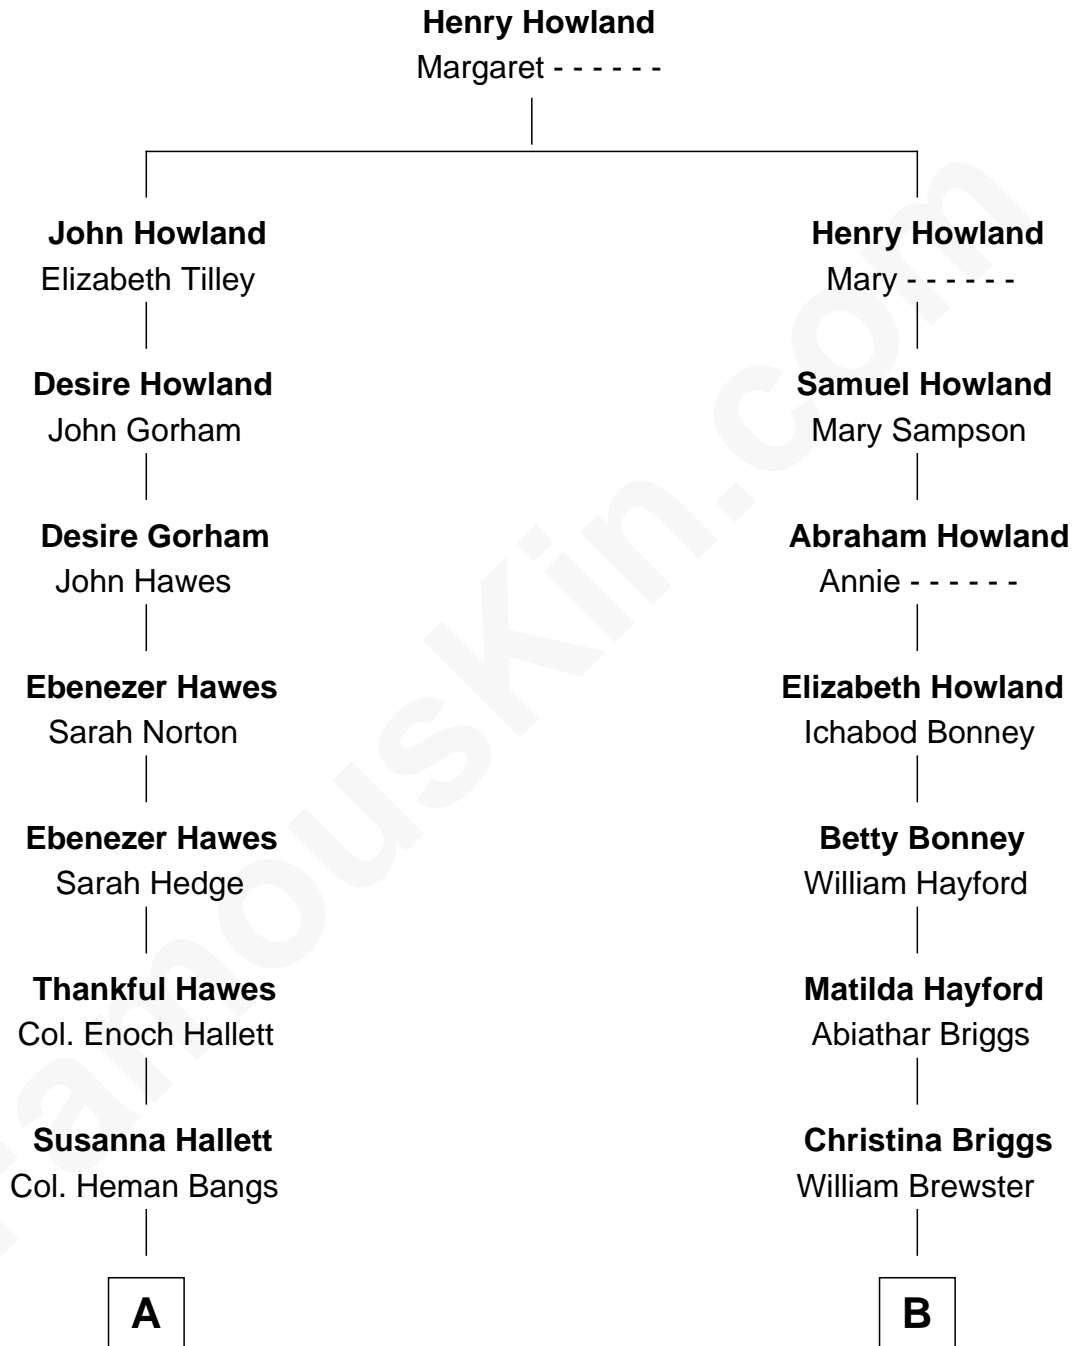 Henry Howland
Margaret - - - - - -
John Howland
Elizabeth Tilley
Henry Howland
Mary - - - - - -
Desire Howland
John Gorham
Samuel Howland
Mary Sampson
Desire Gorham
John Hawes
Abraham Howland
Annie - - - - - -
Ebenezer Hawes
Sarah Norton
Elizabeth Howland
Ichabod Bonney
Ebenezer Hawes
Sarah Hedge
Betty Bonney
William Hayford
Thankful Hawes
Col. Enoch Hallett
Matilda Hayford
Abiathar Briggs
Susanna Hallett
Col. Heman Bangs
Christina Briggs
William Brewster
A
B
FamousKin.com